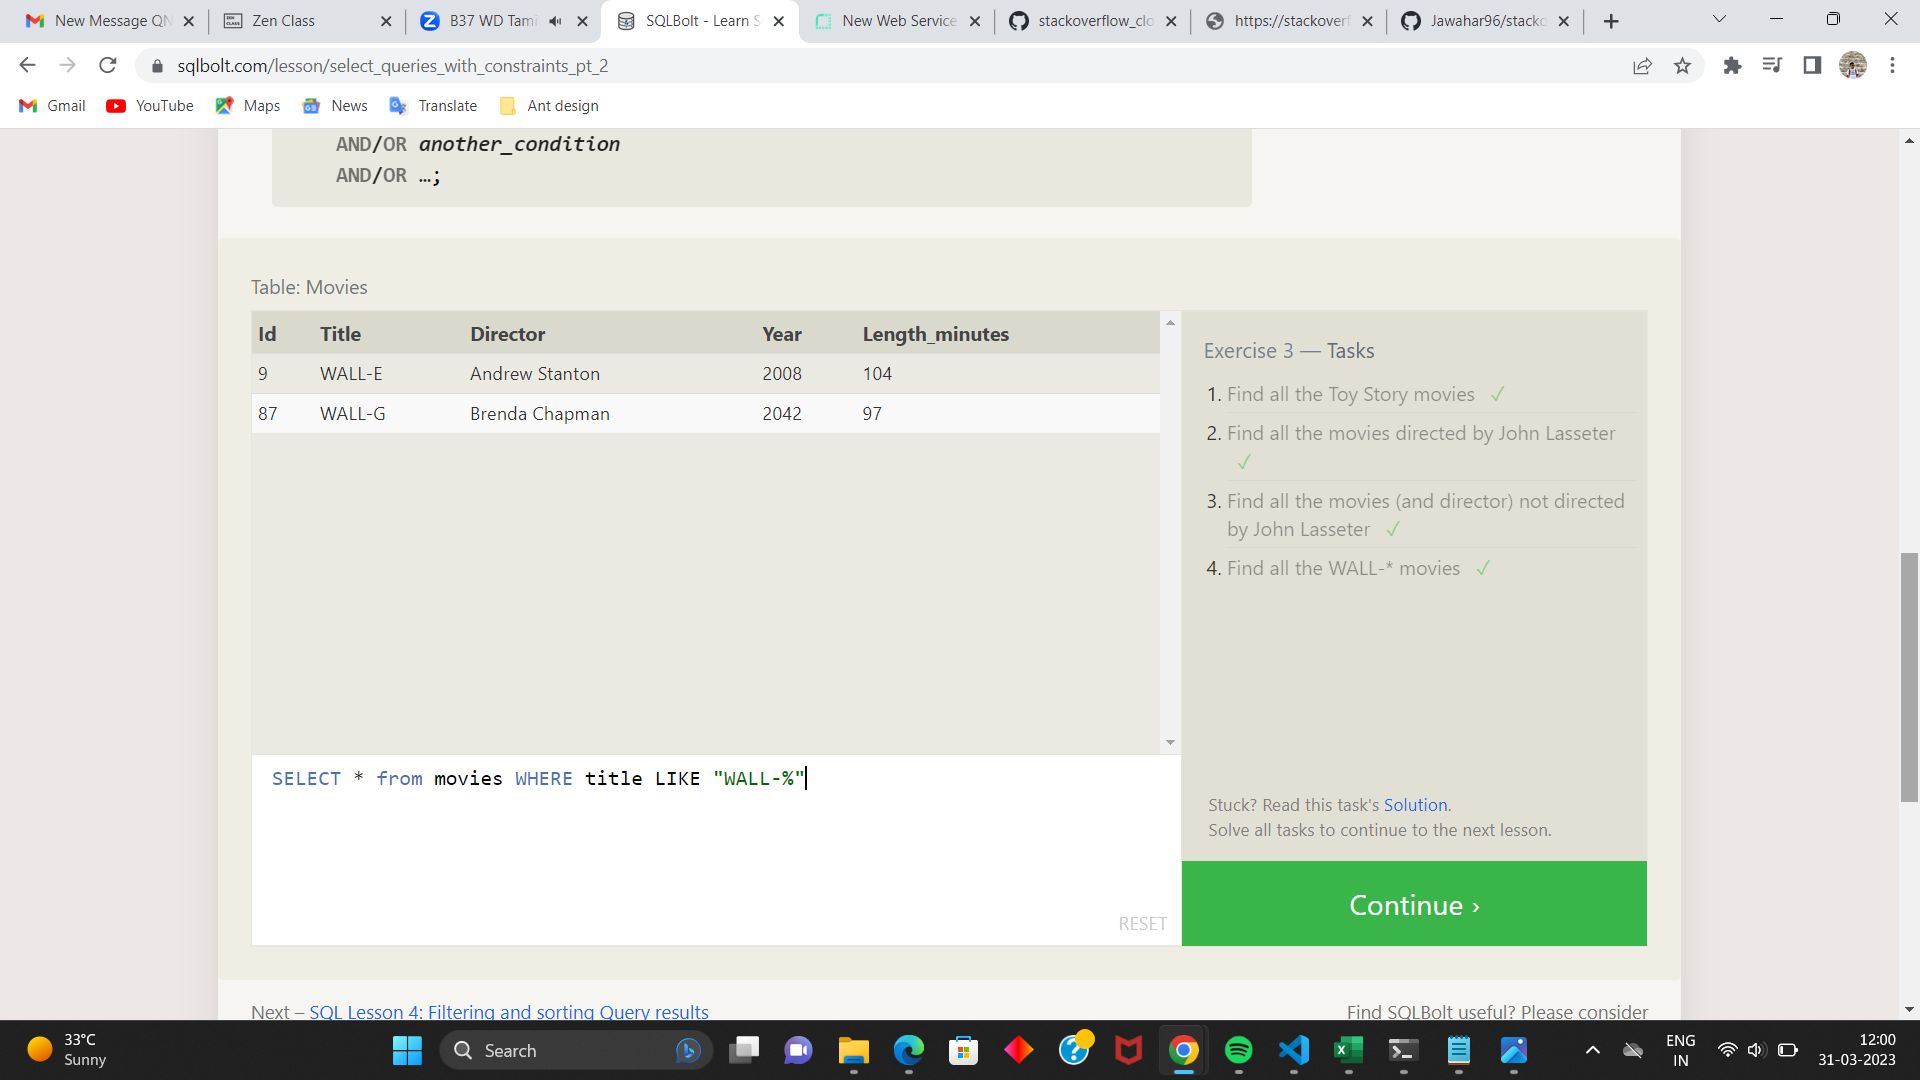 New Message QN
Zen Class
B37 WD Tami
SQLBolt - Learn S
New Web Service
stackoverflow_clo
https://stackoverf
Jawahar96/stacko
sqlbolt.com/lesson/select_queries_with_constraints_pt_2
Gmail
YouTube
Maps
News
Translate
Ant design
AND/OR another_condition
AND/OR …;
Table: Movies
Id Title Director Year Length_minutes
9 WALL-E Andrew Stanton 2008 104
87 WALL-G Brenda Chapman 2042 97
Exercise 3 — Tasks
1. Find all the Toy Story movies ✓
2. Find all the movies directed by John Lasseter
✓
3. Find all the movies (and director) not directed
by John Lasseter ✓
4. Find all the WALL-* movies ✓
SELECT * from movies WHERE title LIKE "WALL-%"
RESET
Stuck? Read this task's Solution.
Solve all tasks to continue to the next lesson.
Continue ›
Next – SQL Lesson 4: Filtering and sorting Query results
Find SQLBolt useful? Please consider
33°C
Sunny
Search
ENG
IN
12:00
31-03-2023